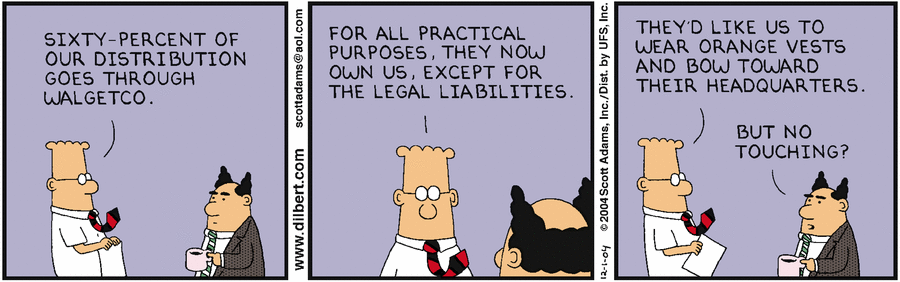 SIXTY-PERCENT OF
OUR DISTRIBUTION
GOES THROUGH
WALGETCO.
www.dilbert.com scottadams@aol.com
FOR ALL PRACTICAL
PURPOSES, THEY NOW
OWN US, EXCEPT FOR
THE LEGAL LIABILITIES.
12-1-04 © 2004 Scott Adams, Inc./Dist. by UFS, Inc.
THEY'D LIKE US TO
WEAR ORANGE VESTS
AND BOW TOWARD
THEIR HEADQUARTERS.
BUT NO
TOUCHING?